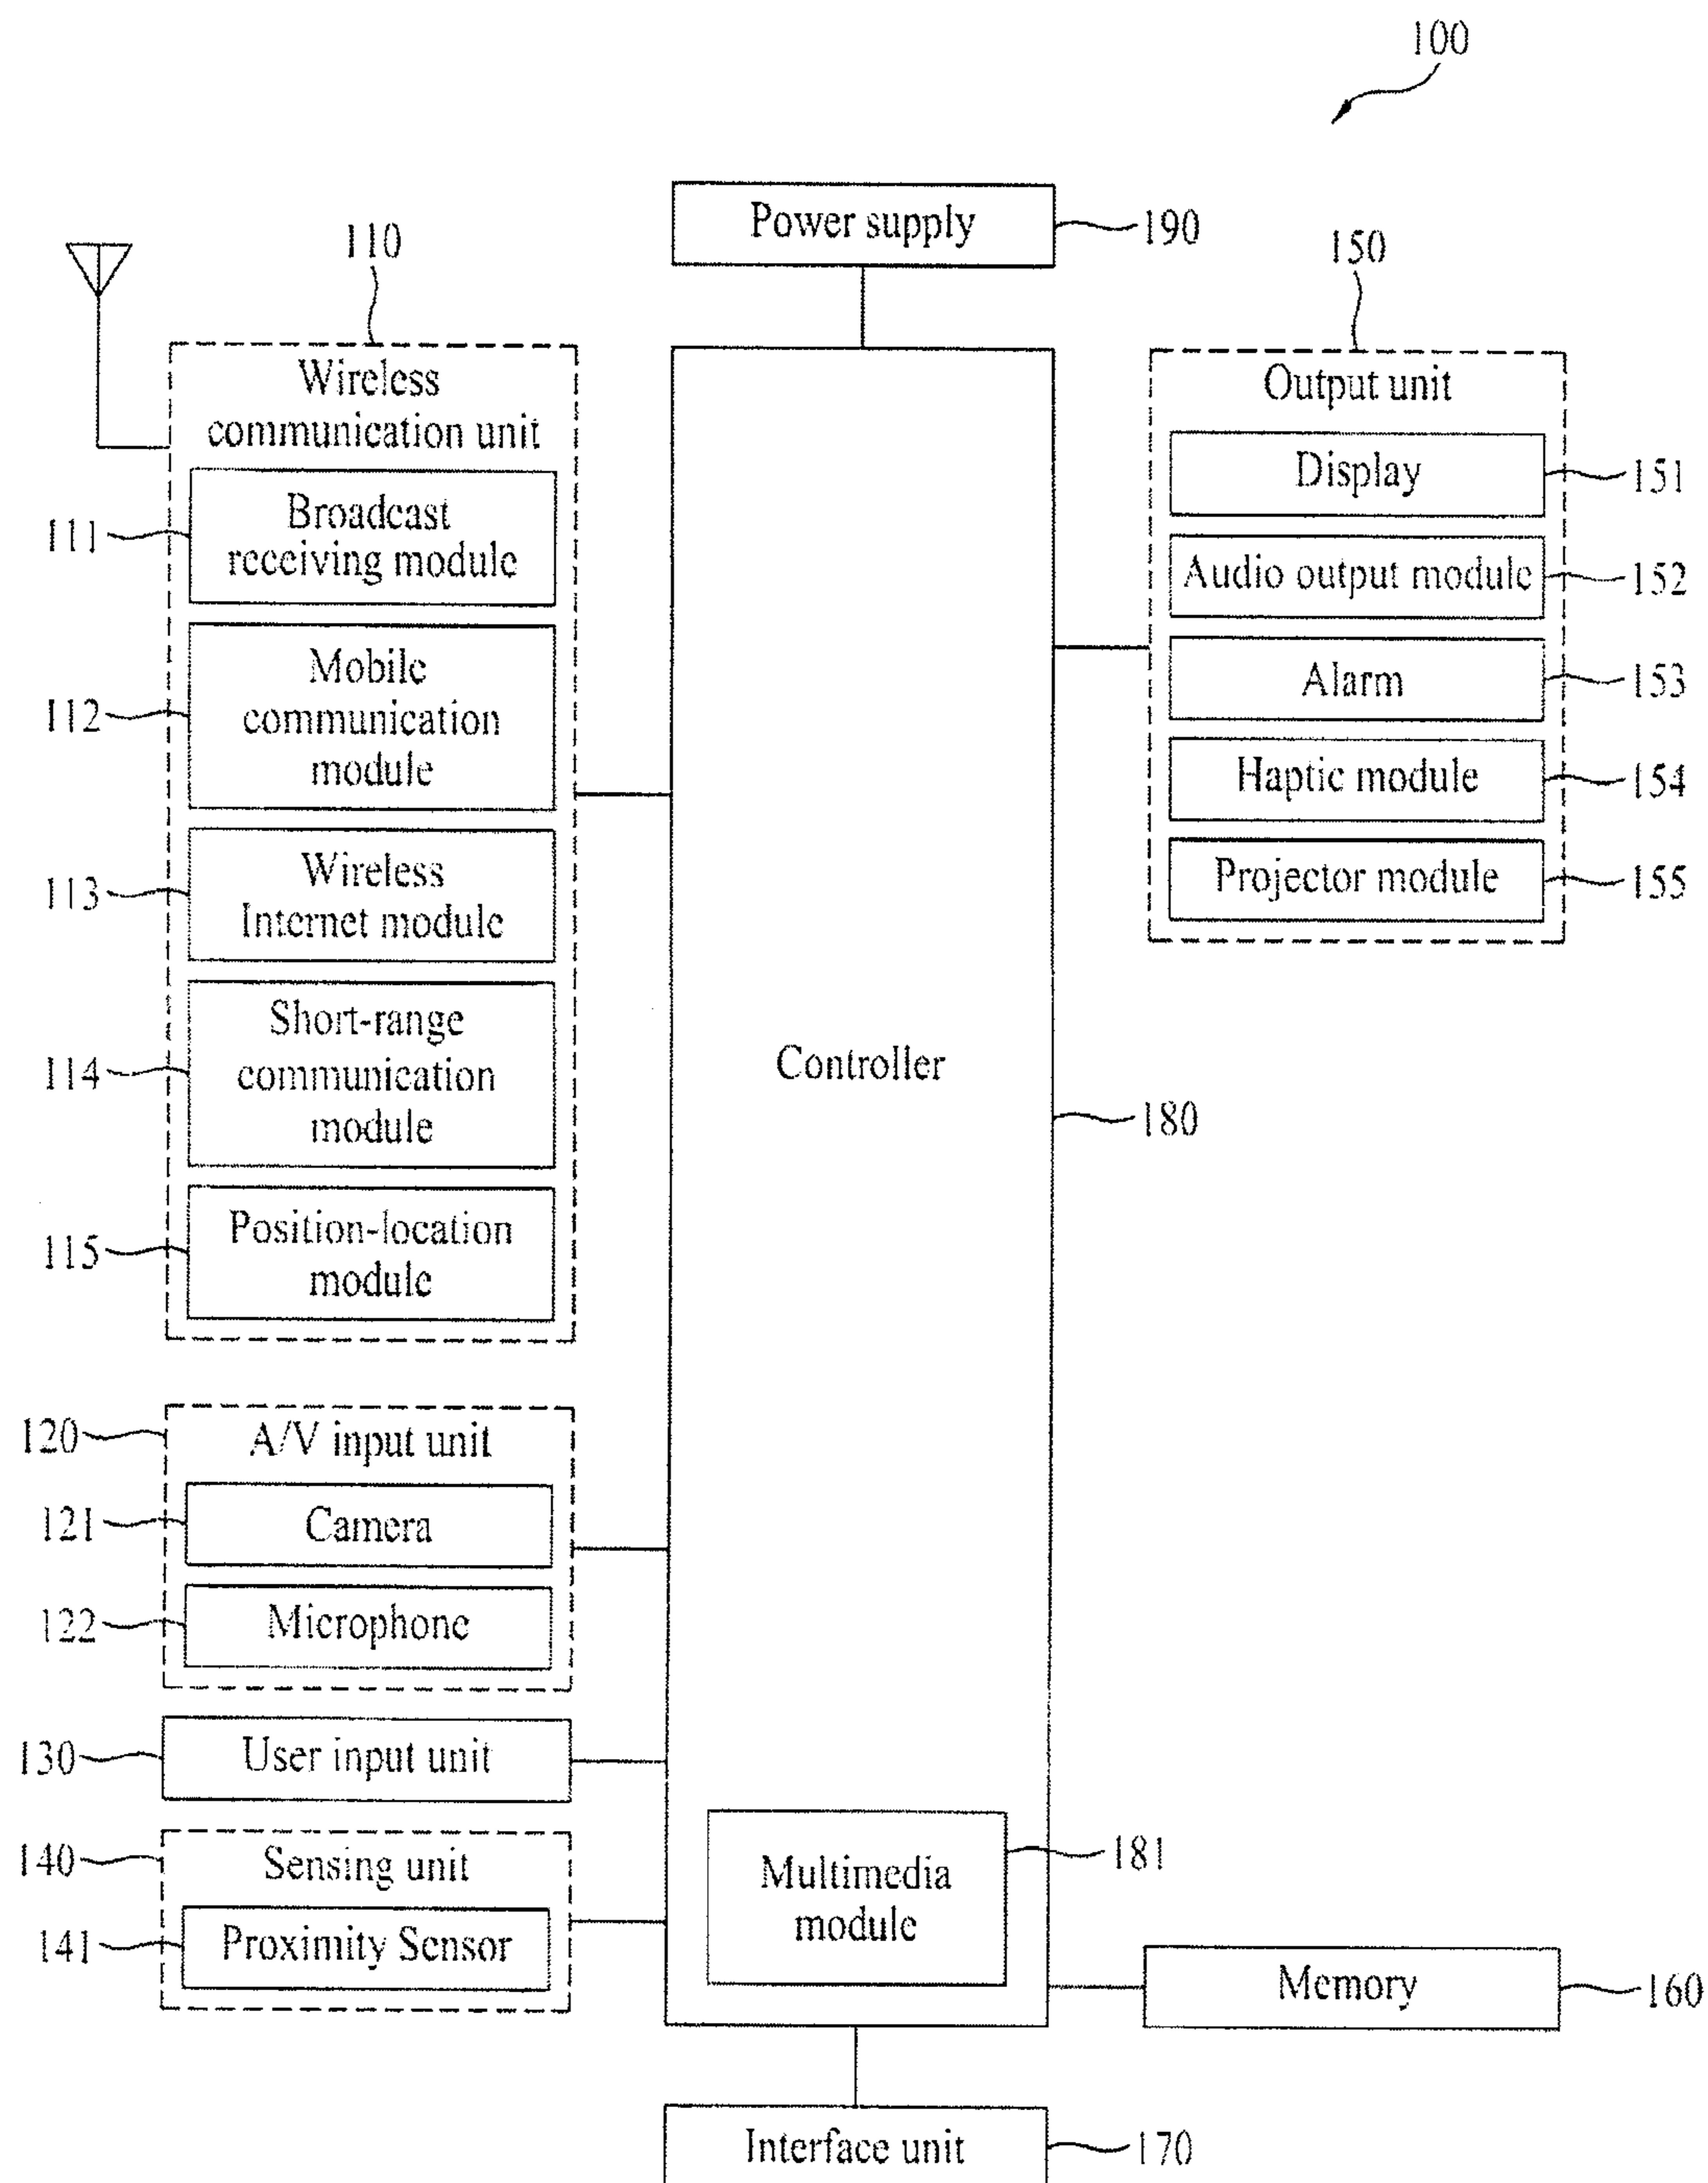 100
Power supply
190
110
Wireless
communication unit
111
Broadcast
receiving module
112
Mobile
communication
module
113
Wireless
Internet module
114
Short-range
communication
module
115
Position-location
module
120
A/V input unit
121
Camera
122
Microphone
130
User input unit
140
Sensing unit
141
Proximity Sensor
Controller
180
Multimedia
module
181
150
Output unit
Display
151
Audio output module
152
Alarm
153
Haptic module
154
Projector module
155
Memory
160
Interface unit
170